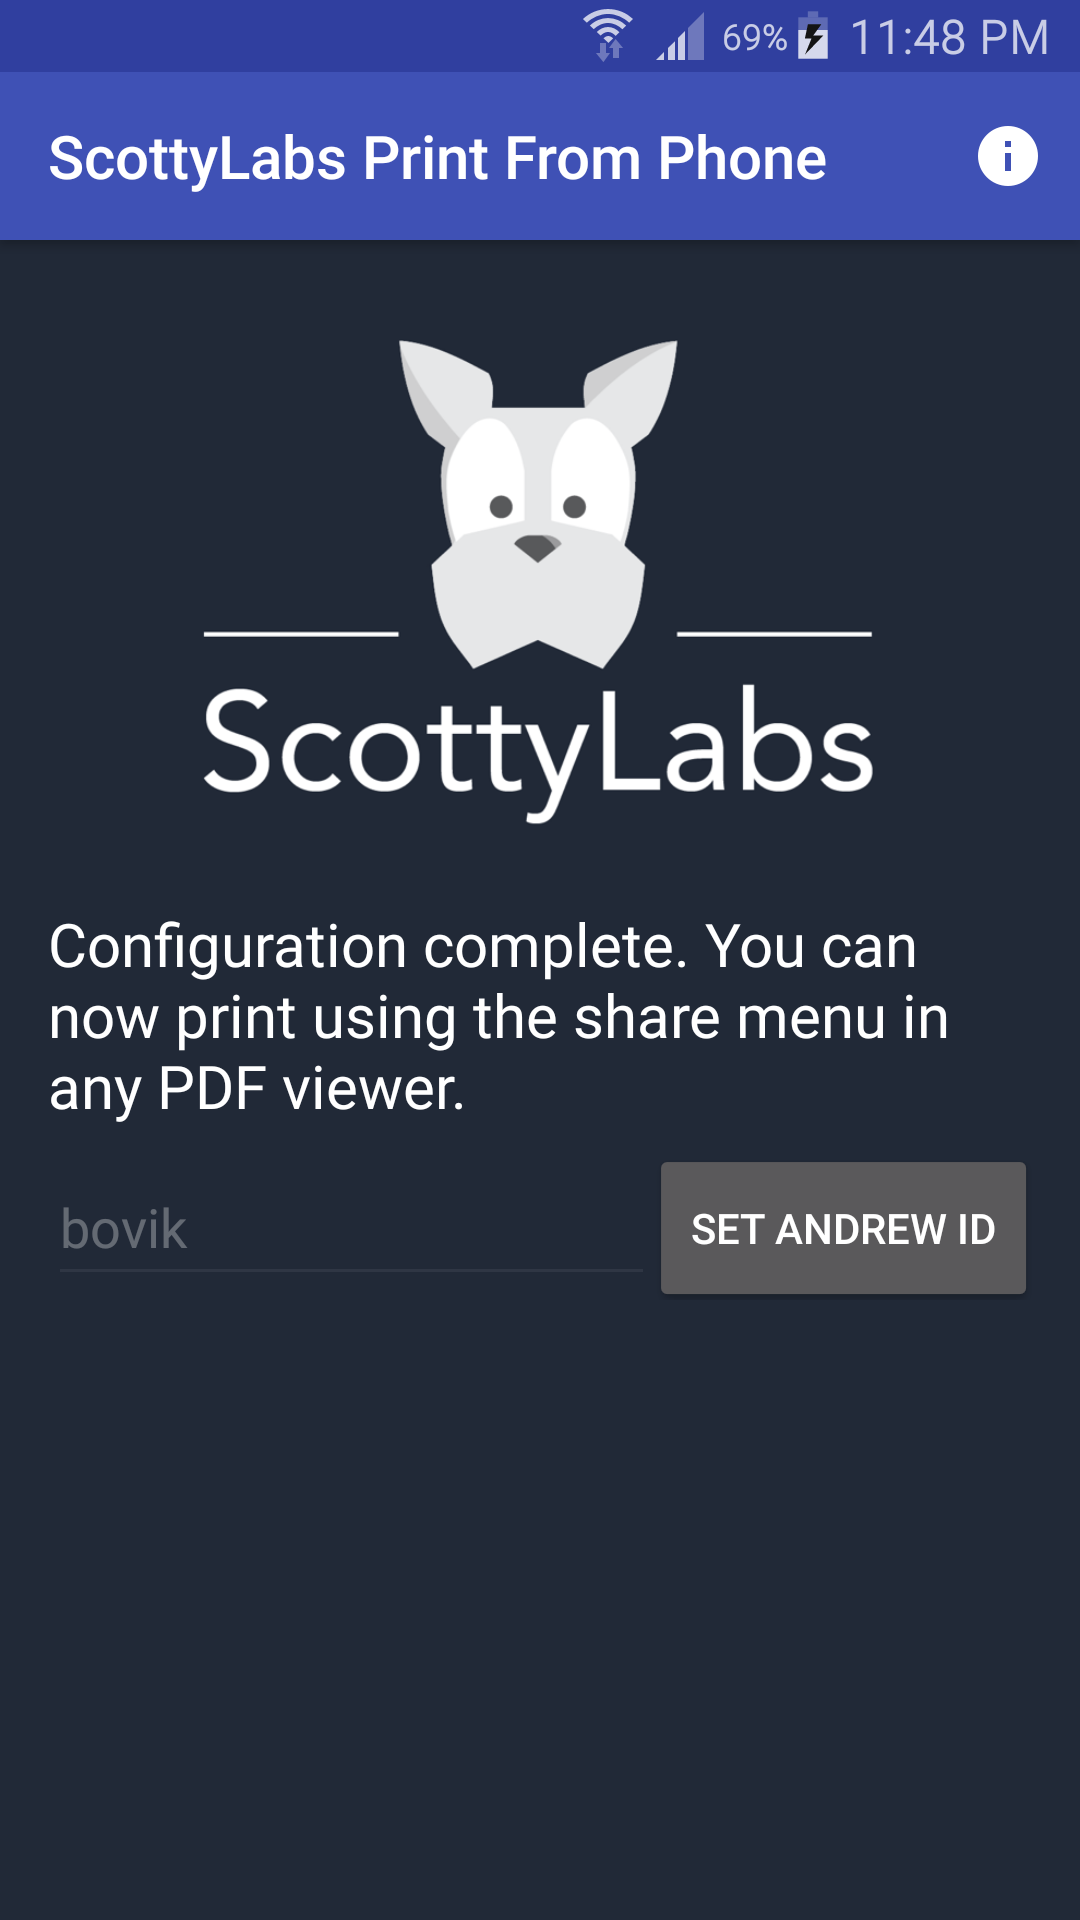 69% 11:48 PM
ScottyLabs Print From Phone
ScottyLabs
Configuration complete. You can
now print using the share menu in
any PDF viewer.
bovik
SET ANDREW ID